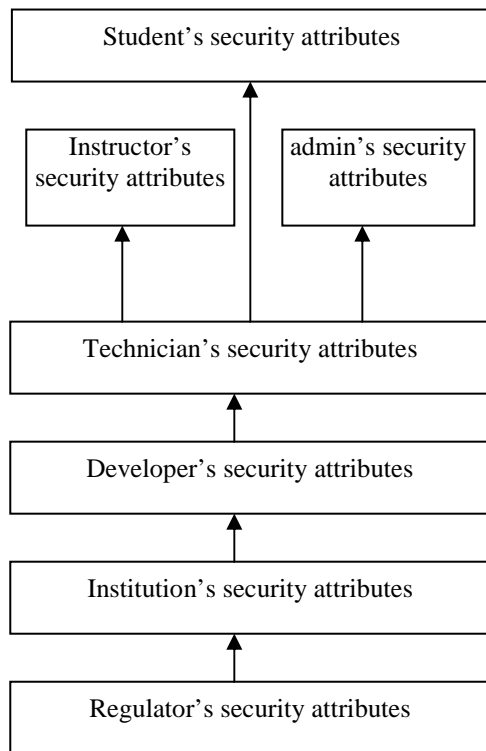 Student’s security attributes
Instructor’s
security attributes
admin’s security
attributes
Technician’s security attributes
Developer’s security attributes
Institution’s security attributes
Regulator’s security attributes